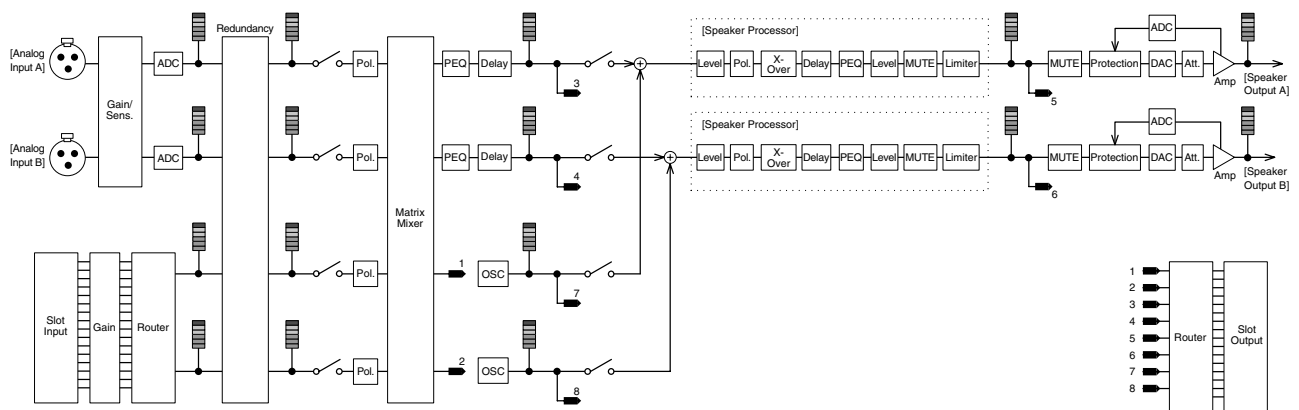 Redundancy
[Analog
Input A]
Gain/
Sens.
ADC
Pol.
Matrix
Mixer
PEQ
Delay
3
[Speaker Processor]
Level
Pol.
X-
Over
Delay
PEQ
Level
MUTE
Limiter
5
MUTE
Protection
ADC
DAC
Att.
Amp
[Speaker
Output A]
[Analog
Input B]
ADC
Pol.
PEQ
Delay
4
[Speaker Processor]
Level
Pol.
X-
Over
Delay
PEQ
Level
MUTE
Limiter
6
MUTE
Protection
ADC
DAC
Att.
Amp
[Speaker
Output B]
Slot
Input
Gain
Router
Pol.
1
OSC
7
Pol.
2
OSC
8
1
2
3
4
5
6
7
8
Router
Slot
Output